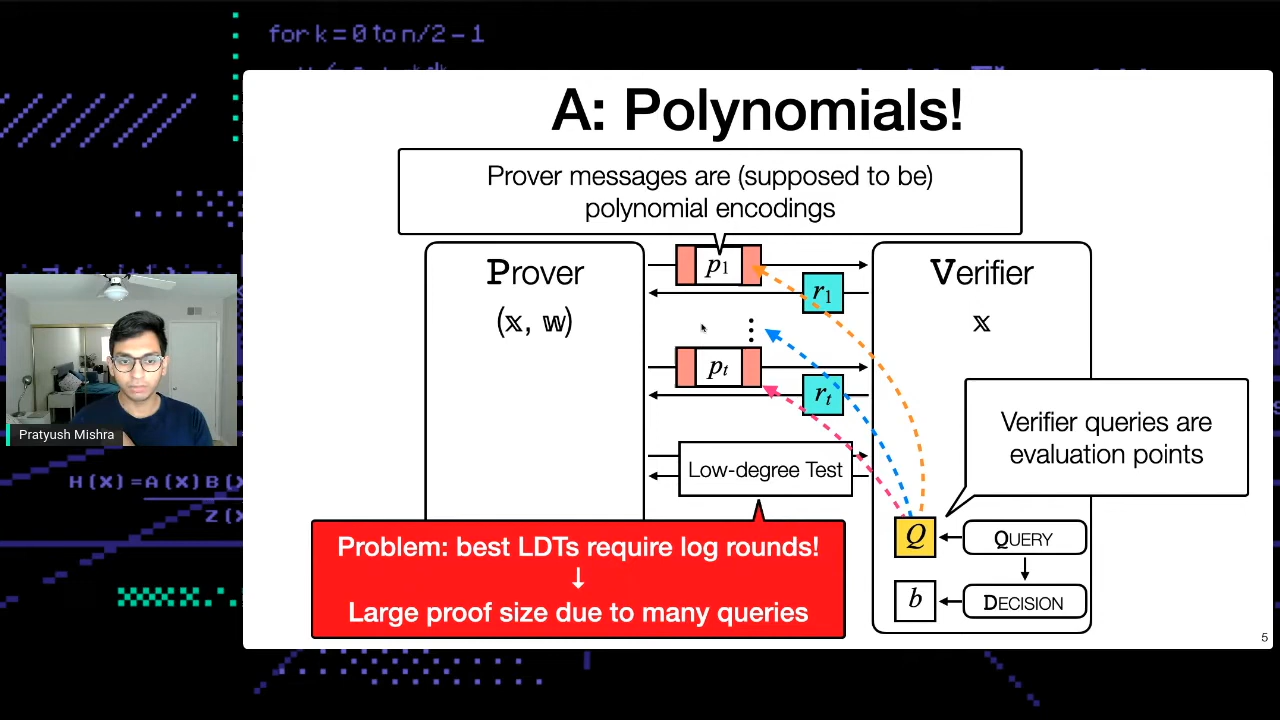 for k = 0 to n/2 - 1
A: Polynomials!
Prover messages are (supposed to be)
polynomial encodings
Prover
(𝕩, 𝕨)
p1
r1
⋮
pt
rt
Low-degree Test
Verifier
𝕩
Verifier queries are
evaluation points
Q
QUERY
b
DECISION
Problem: best LDTs require log rounds!
↓
Large proof size due to many queries
5
Pratyush Mishra
H(X) = A(X) B(X
Z(X